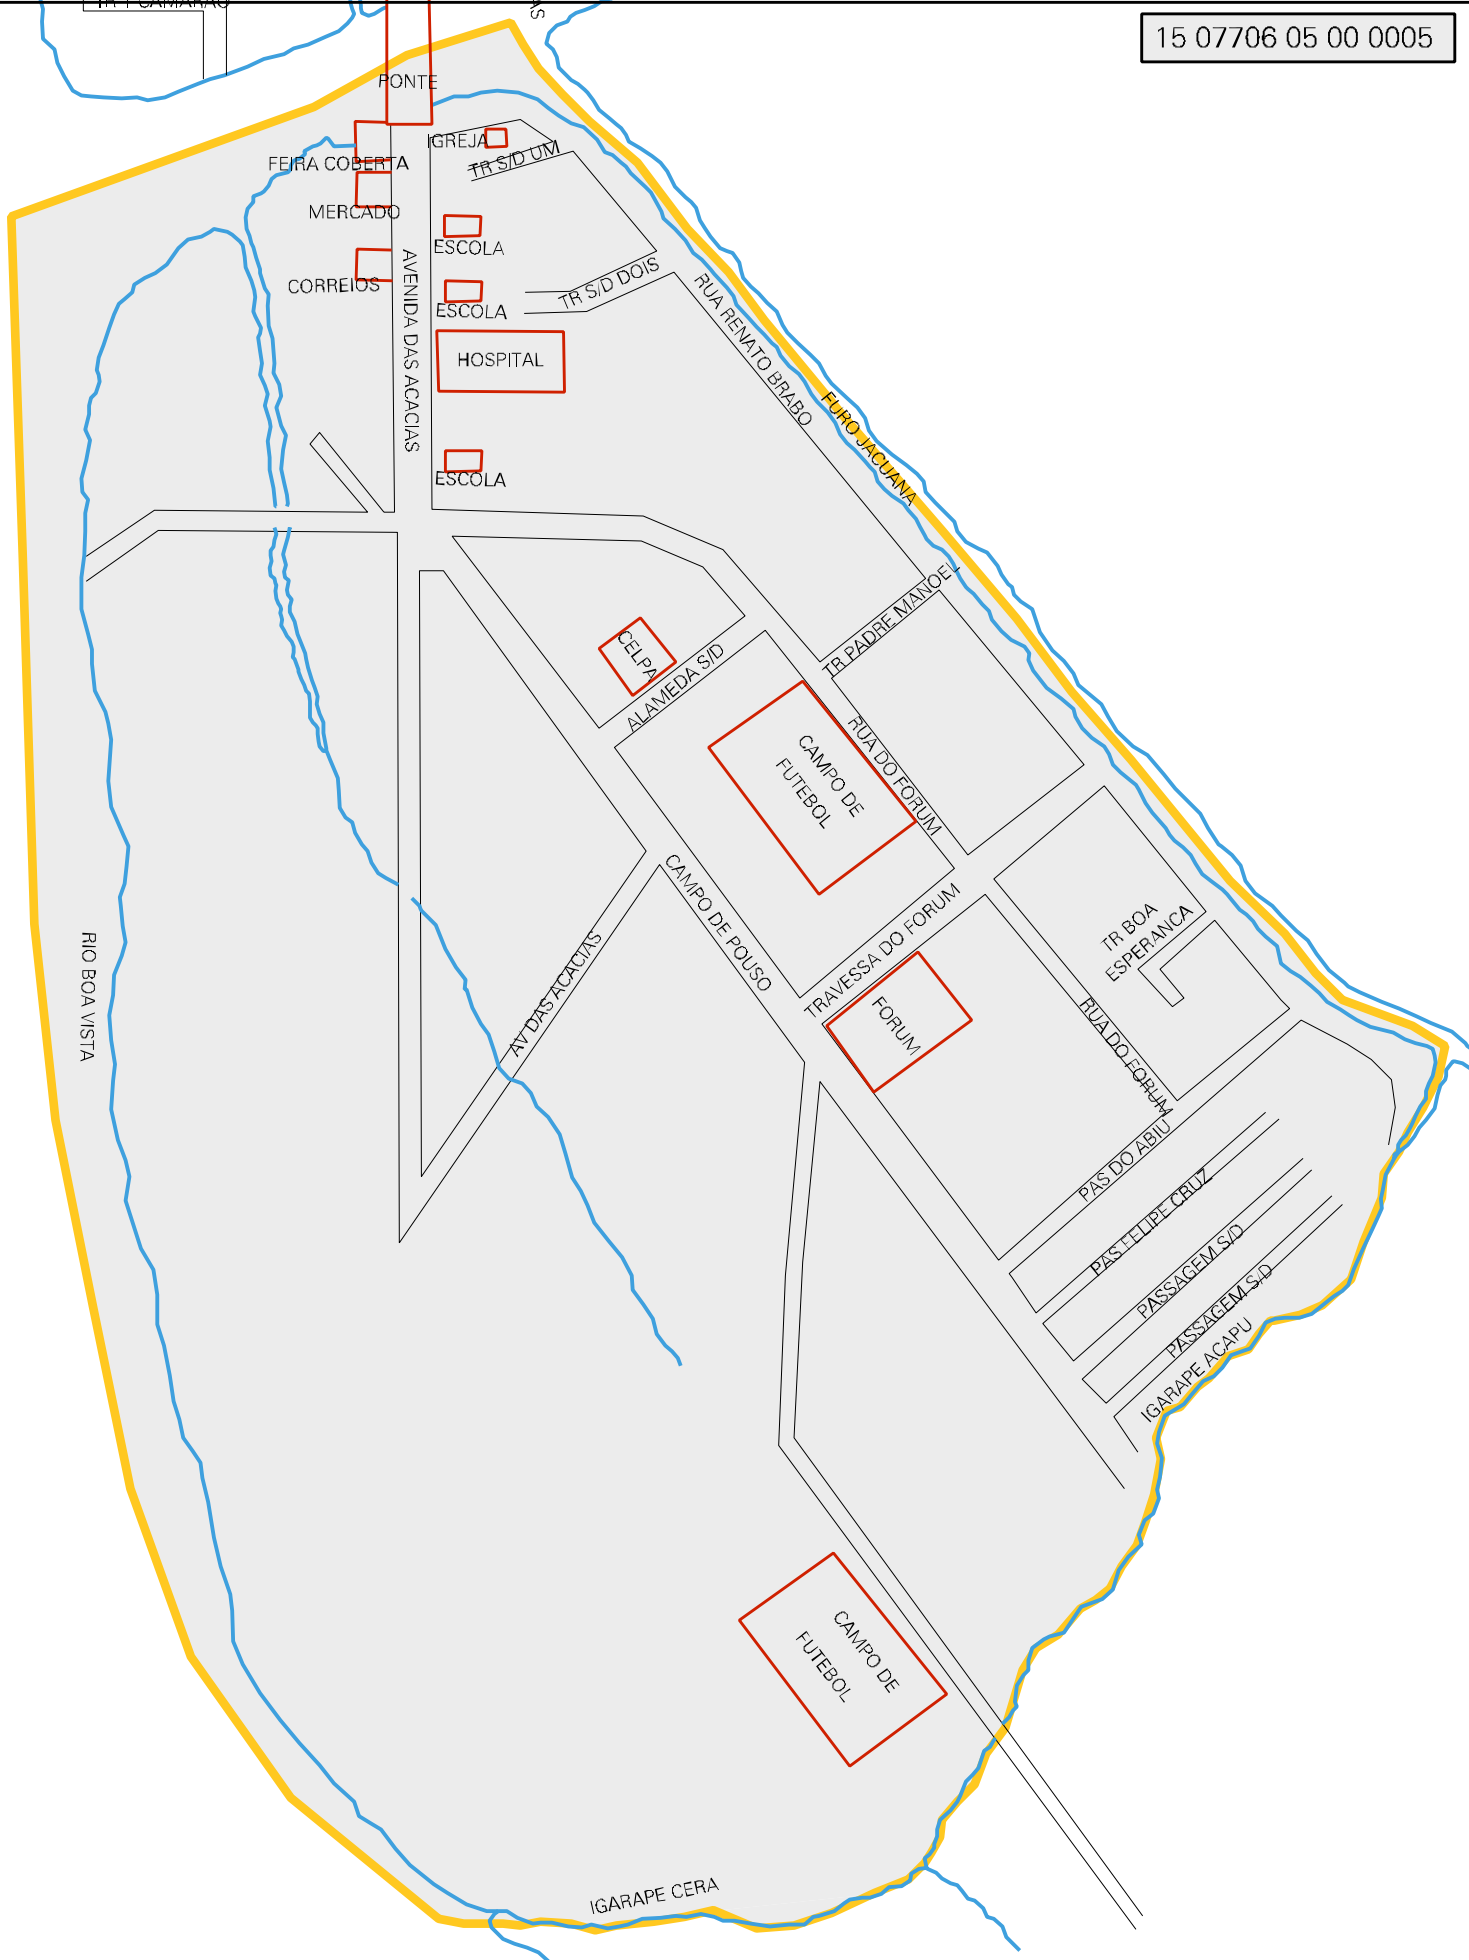 15 07706 05 00 0005
PONTE
IGREJA
TR S/D UM
FEIRA COBERTA
MERCADO
ESCOLA
CORREIOS
AVENIDA DAS ACACIAS
TR S/D DOIS
ESCOLA
RUA RENATO BRABO
HOSPITAL
FURO JACUANA
ESCOLA
TR PADRE MANOEL
CELPA
ALAMEDA S/D
RUA DO FORUM
CAMPO DE
FUTEBOL
CAMPO DE POUSO
TRAVESSA DO FORUM
TR BOA
ESPERANCA
RIO BOA VISTA
AV DAS ACACIAS
FORUM
RUA DO FORUM
PAS DO ABIU
PAS FELIPE CRUZ
PASSAGEM S/D
PASSAGEM S/D
IGARAPE ACAPU
CAMPO DE
FUTEBOL
IGARAPE CERA